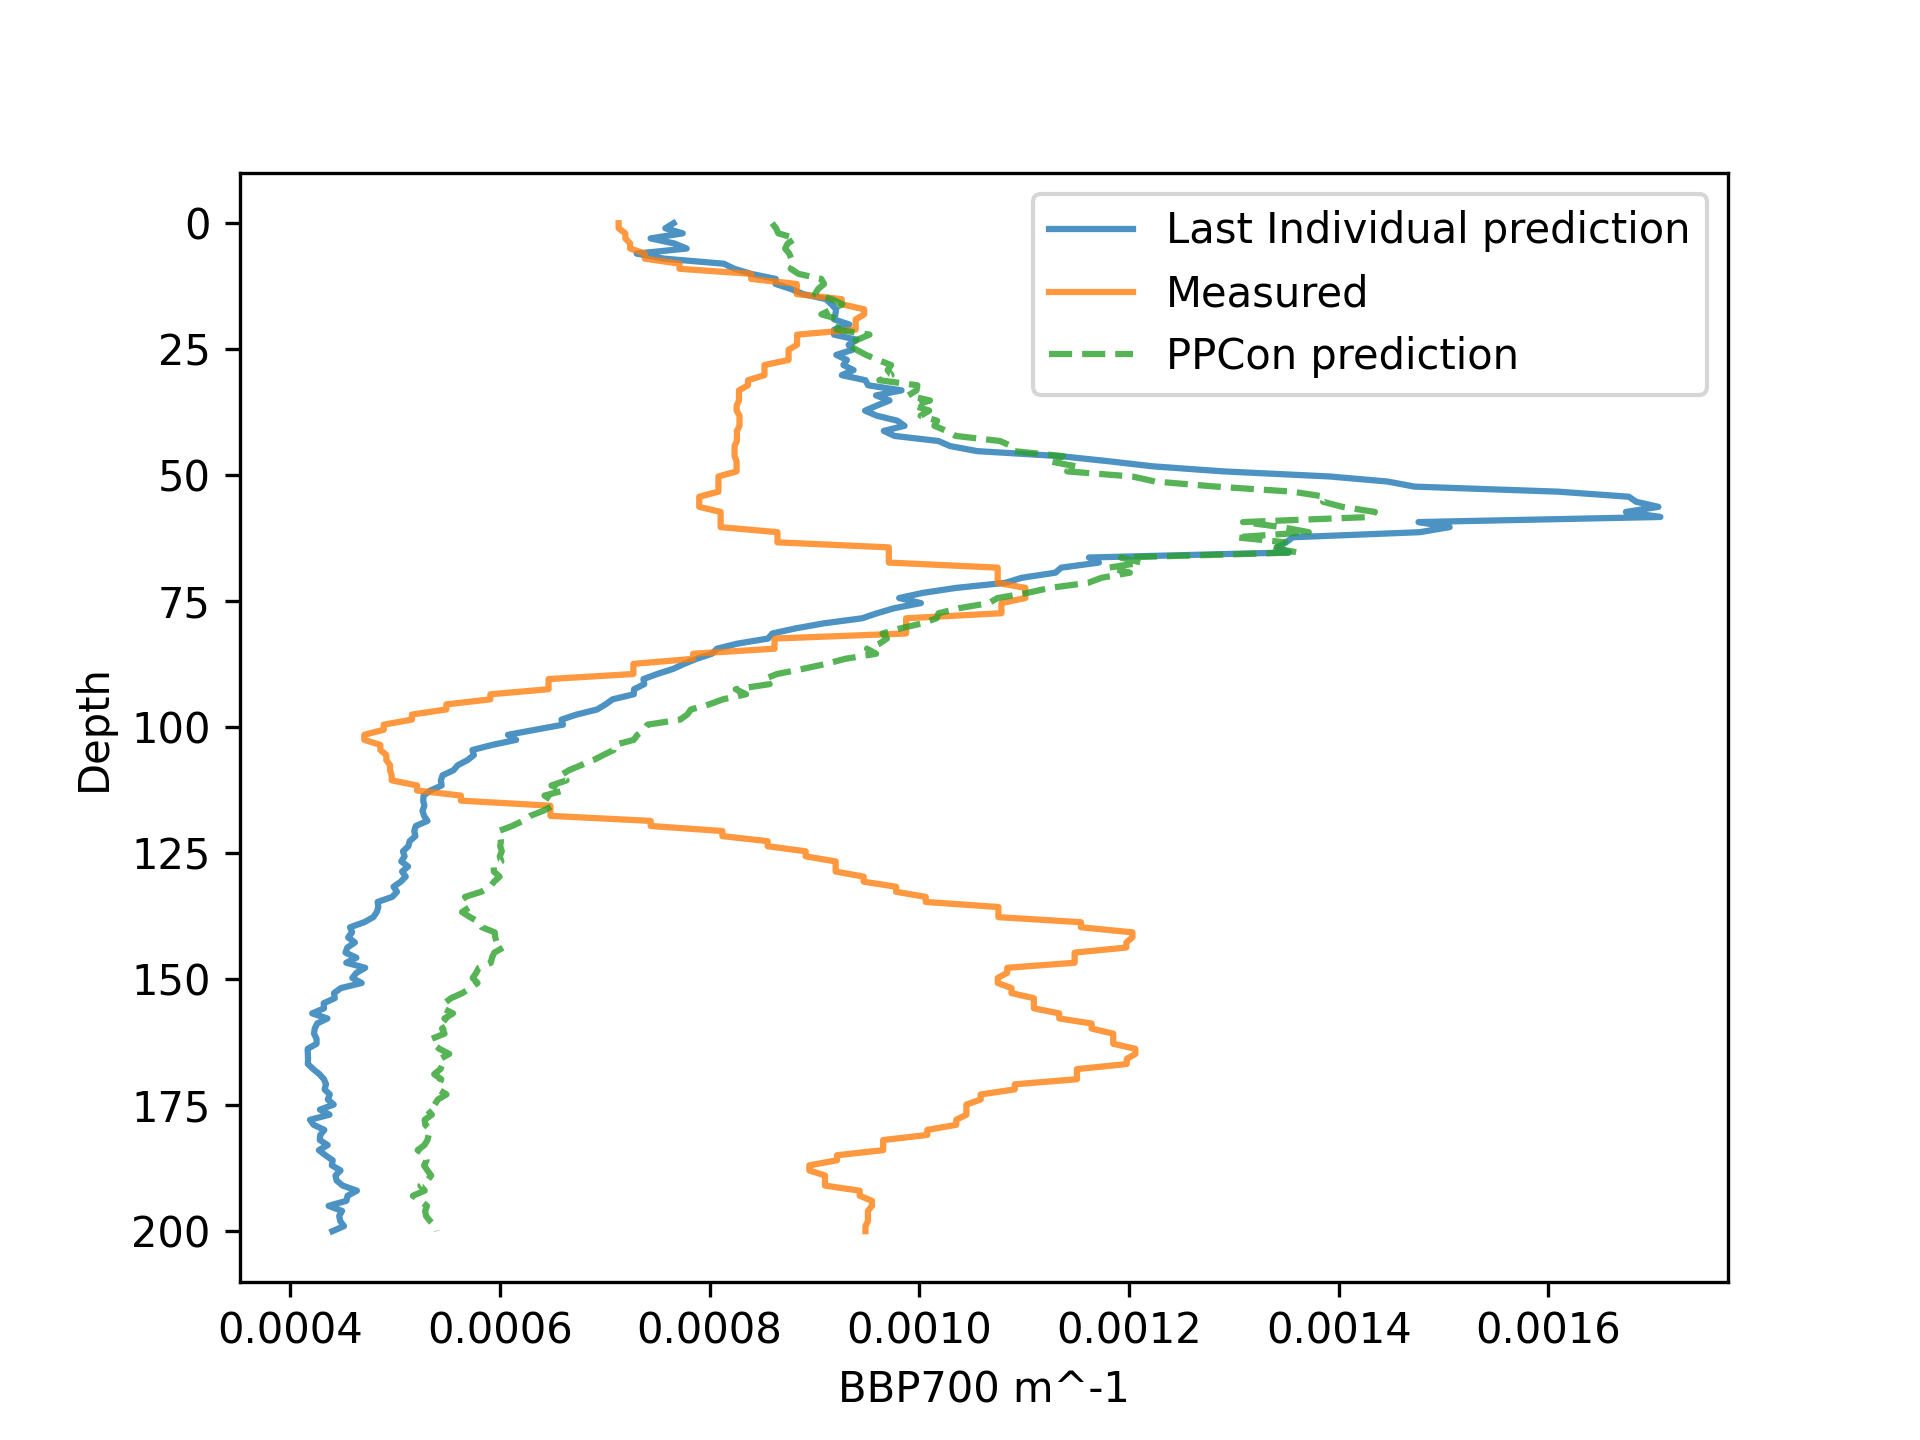 Last Individual prediction
Measured
PPCon prediction
0
25
50
75
100
125
150
175
200
Depth
0.0004 0.0006 0.0008 0.0010 0.0012 0.0014 0.0016
BBP700 m^-1